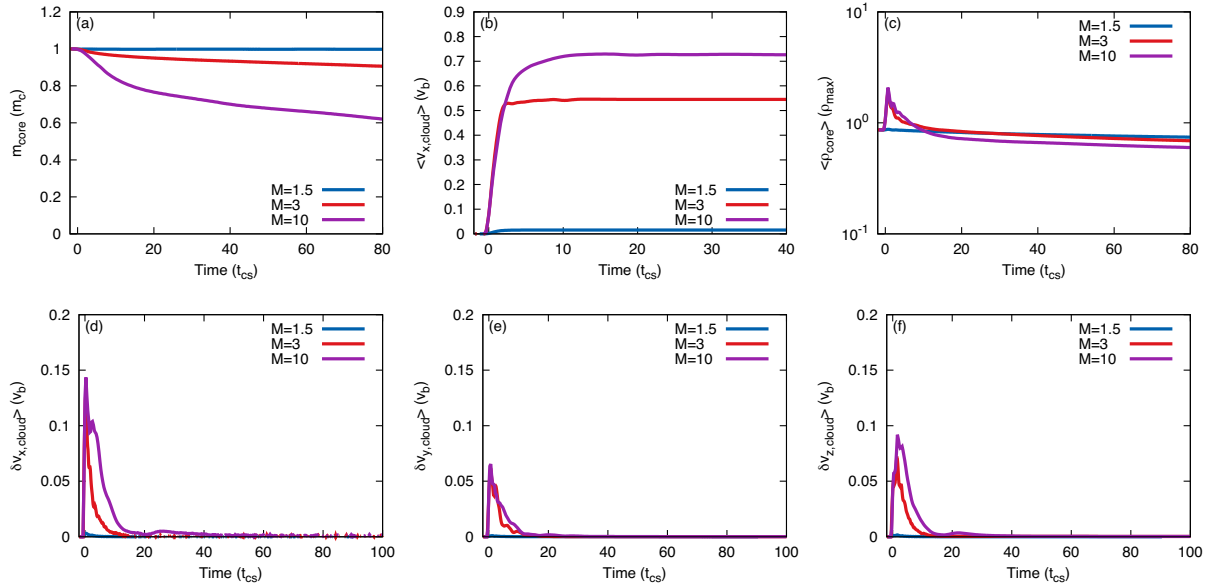 (a)
1.2
1
0.8
0.6
0.4
0.2
0
m_core (m_c)
M=1.5
M=3
M=10
0 20 40 60 80
Time (t_cs)
(b)
0.9
0.8
0.7
0.6
0.5
0.4
0.3
0.2
0.1
0
<v_x,cloud> (v_b)
M=1.5
M=3
M=10
0 10 20 30 40
Time (t_cs)
(c)
10^1
10^0
10^-1
<ρ_core> (ρ_max)
M=1.5
M=3
M=10
0 20 40 60 80
Time (t_cs)
(d)
0.2
0.15
0.1
0.05
0
δv_x,cloud> (v_b)
M=1.5
M=3
M=10
0 20 40 60 80 100
Time (t_cs)
(e)
0.2
0.15
0.1
0.05
0
δv_y,cloud> (v_b)
M=1.5
M=3
M=10
0 20 40 60 80 100
Time (t_cs)
(f)
0.2
0.15
0.1
0.05
0
δv_z,cloud> (v_b)
M=1.5
M=3
M=10
0 20 40 60 80 100
Time (t_cs)